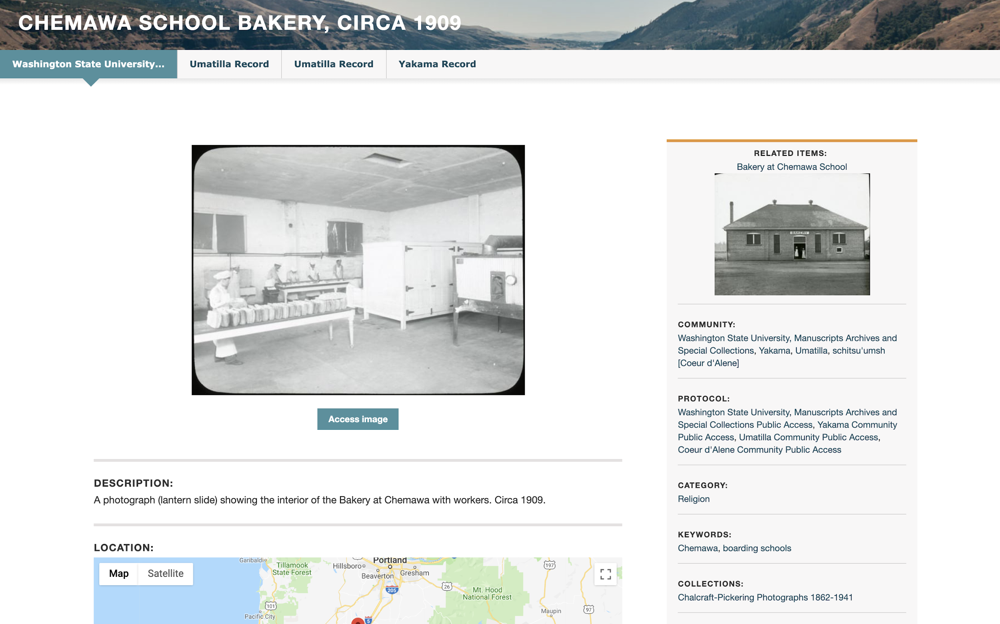 CHEMAWA SCHOOL BAKERY, CIRCA 1909
Washington State University...
Umatilla Record
Umatilla Record
Yakama Record
Access image
DESCRIPTION:
A photograph (lantern slide) showing the interior of the Bakery at Chemawa with workers. Circa 1909.
LOCATION:
Map
Satellite
Garibaldi
Tillamook
State Forest
Hillsboro
Portland
Beaverton
Gresham
205
26
197
Mt. Hood
National Forest
101
Pacific City
5
Maupin
97
RELATED ITEMS:
Bakery at Chemawa School
BAKERY
COMMUNITY:
Washington State University, Manuscripts Archives and
Special Collections, Yakama, Umatilla, schitsu'umsh
[Coeur d'Alene]
PROTOCOL:
Washington State University, Manuscripts Archives and
Special Collections Public Access, Yakama Community
Public Access, Umatilla Community Public Access,
Coeur d'Alene Community Public Access
CATEGORY:
Religion
KEYWORDS:
Chemawa, boarding schools
COLLECTIONS:
Chalcraft-Pickering Photographs 1862-1941